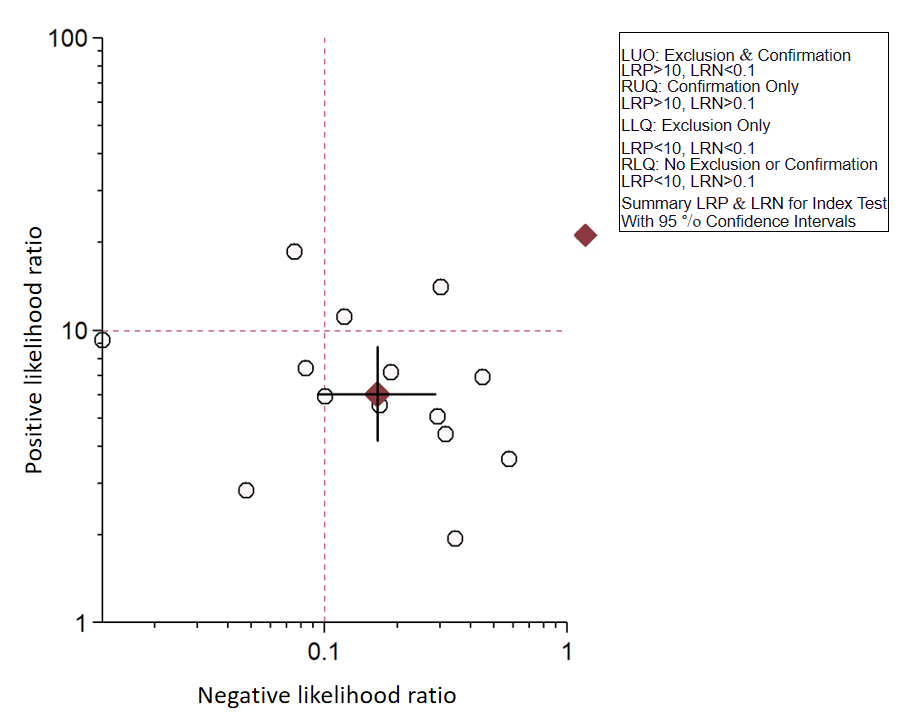 100
10
1
0.1
1
Positive likelihood ratio
Negative likelihood ratio
LUO: Exclusion & Confirmation
LRP>10, LRN<0.1
RUQ: Confirmation Only
LRP>10, LRN>0.1
LLQ: Exclusion Only
LRP<10, LRN<0.1
RLQ: No Exclusion or Confirmation
LRP<10, LRN>0.1
Summary LRP & LRN for Index Test
With 95 °/o Confidence Intervals